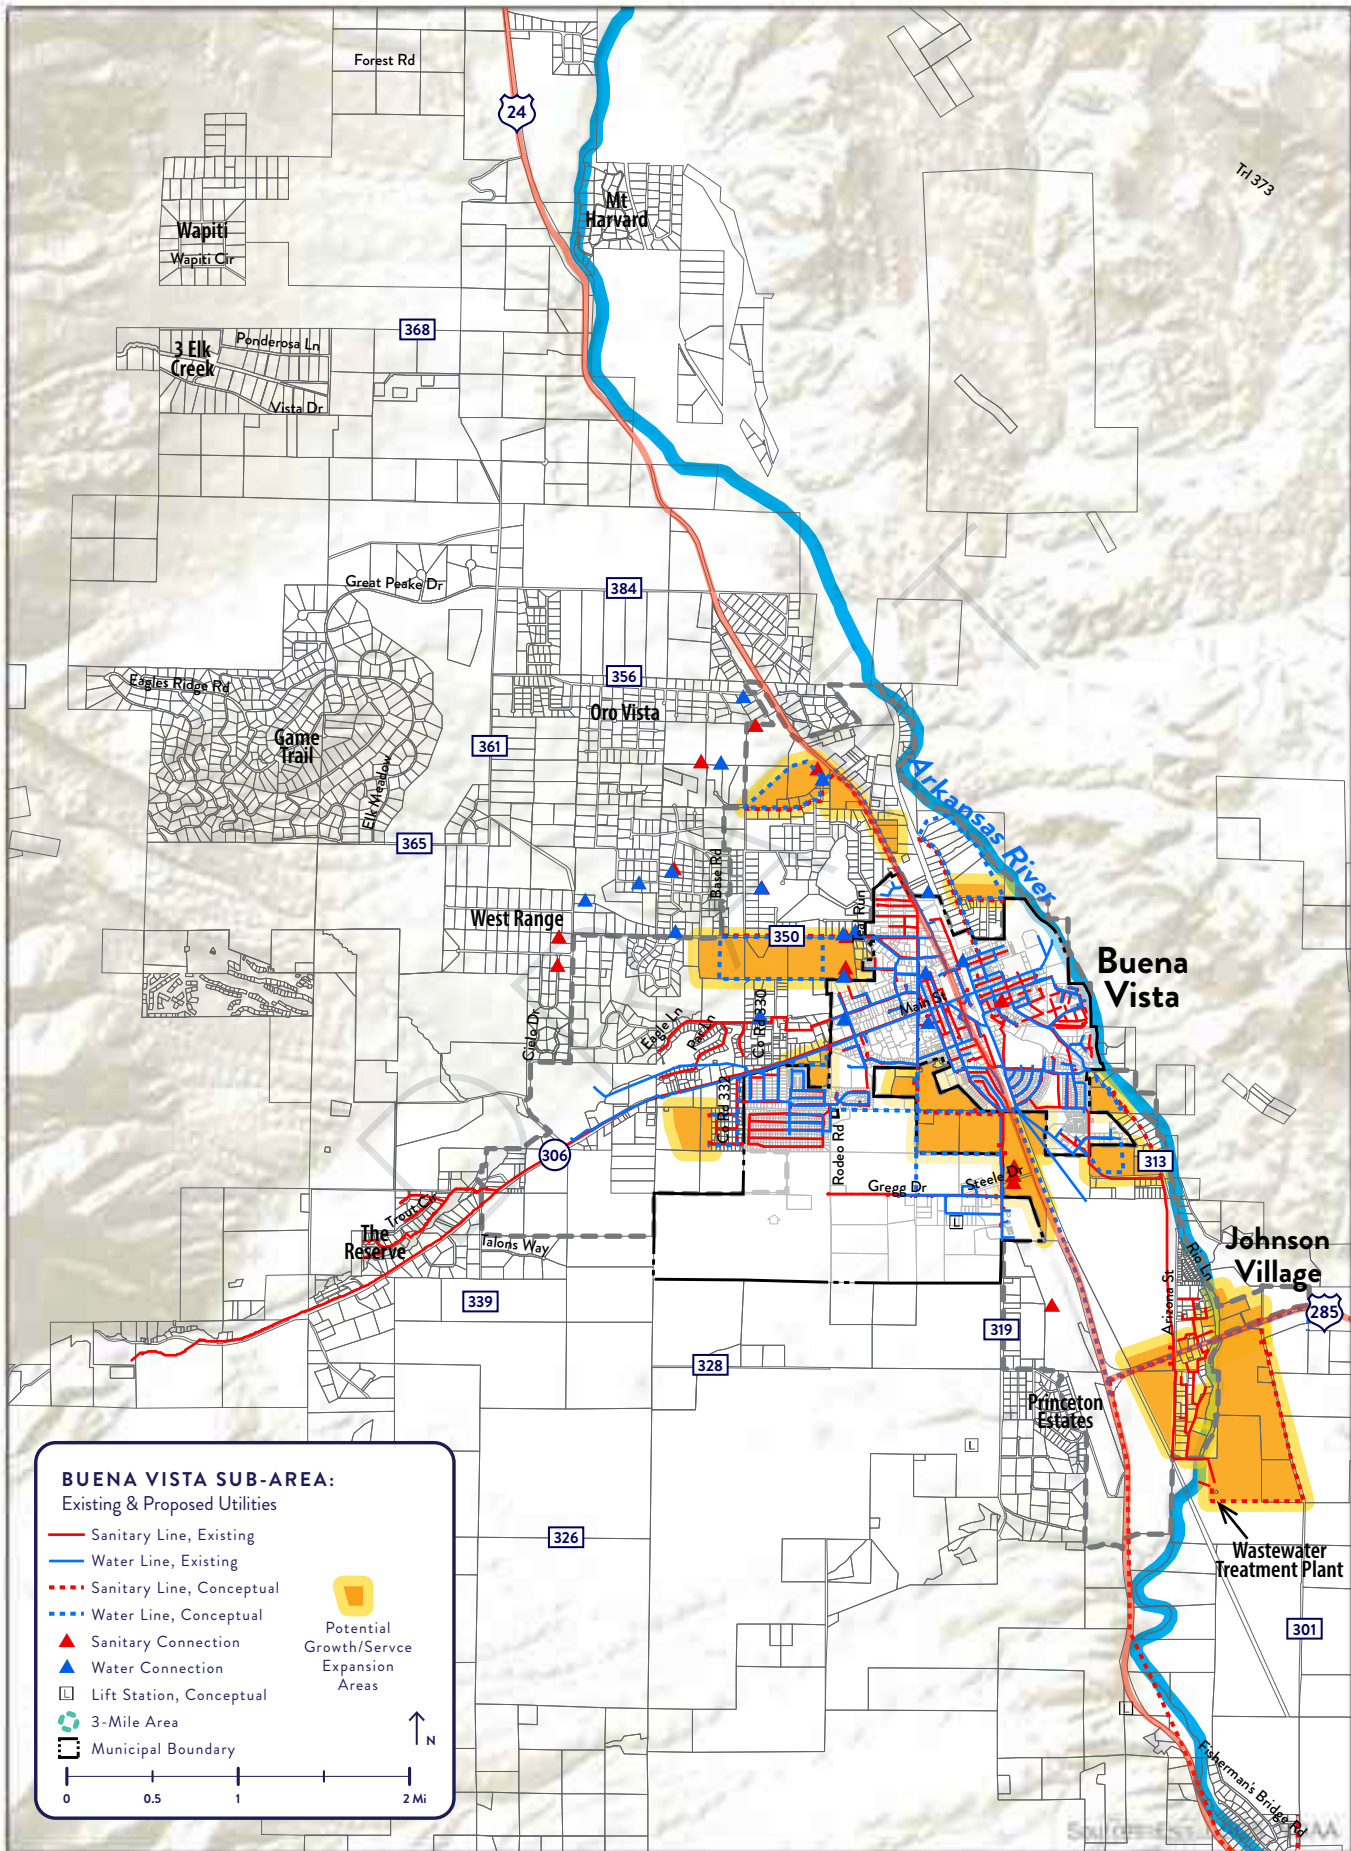 Forest Rd
24
Trl 373
Mt
Harvard
Wapiti
Wapiti Cir
368
Ponderosa Ln
3 Elk
Creek
Vista Dr
Great Peake Dr
384
356
Eagles Ridge Rd
Oro Vista
Game
Trail
361
Elk Meadow
Arkansas River
365
Base Rd
West Range
Teal Run
350
Buena
Vista
Main St
Cielo Dr
Eagle Ln
Par Ln
Co Rd 330
Co Rd 332
306
Rodeo Rd
313
Gregg Dr
Steele Dr
L
Trout Cir
The
Reserve
Talons Way
Rio Ln
Johnson
Village
285
Arizona St
339
319
328
Princeton
Estates
L
326
Wastewater
Treatment Plant
301
L
Fisherman's Bridge Rd
BUENA VISTA SUB-AREA:
Existing & Proposed Utilities
Sanitary Line, Existing
Water Line, Existing
Sanitary Line, Conceptual
Water Line, Conceptual
Sanitary Connection
Water Connection
L Lift Station, Conceptual
3-Mile Area
Municipal Boundary
Potential
Growth/Servce
Expansion
Areas
N
0 0.5 1 2 Mi